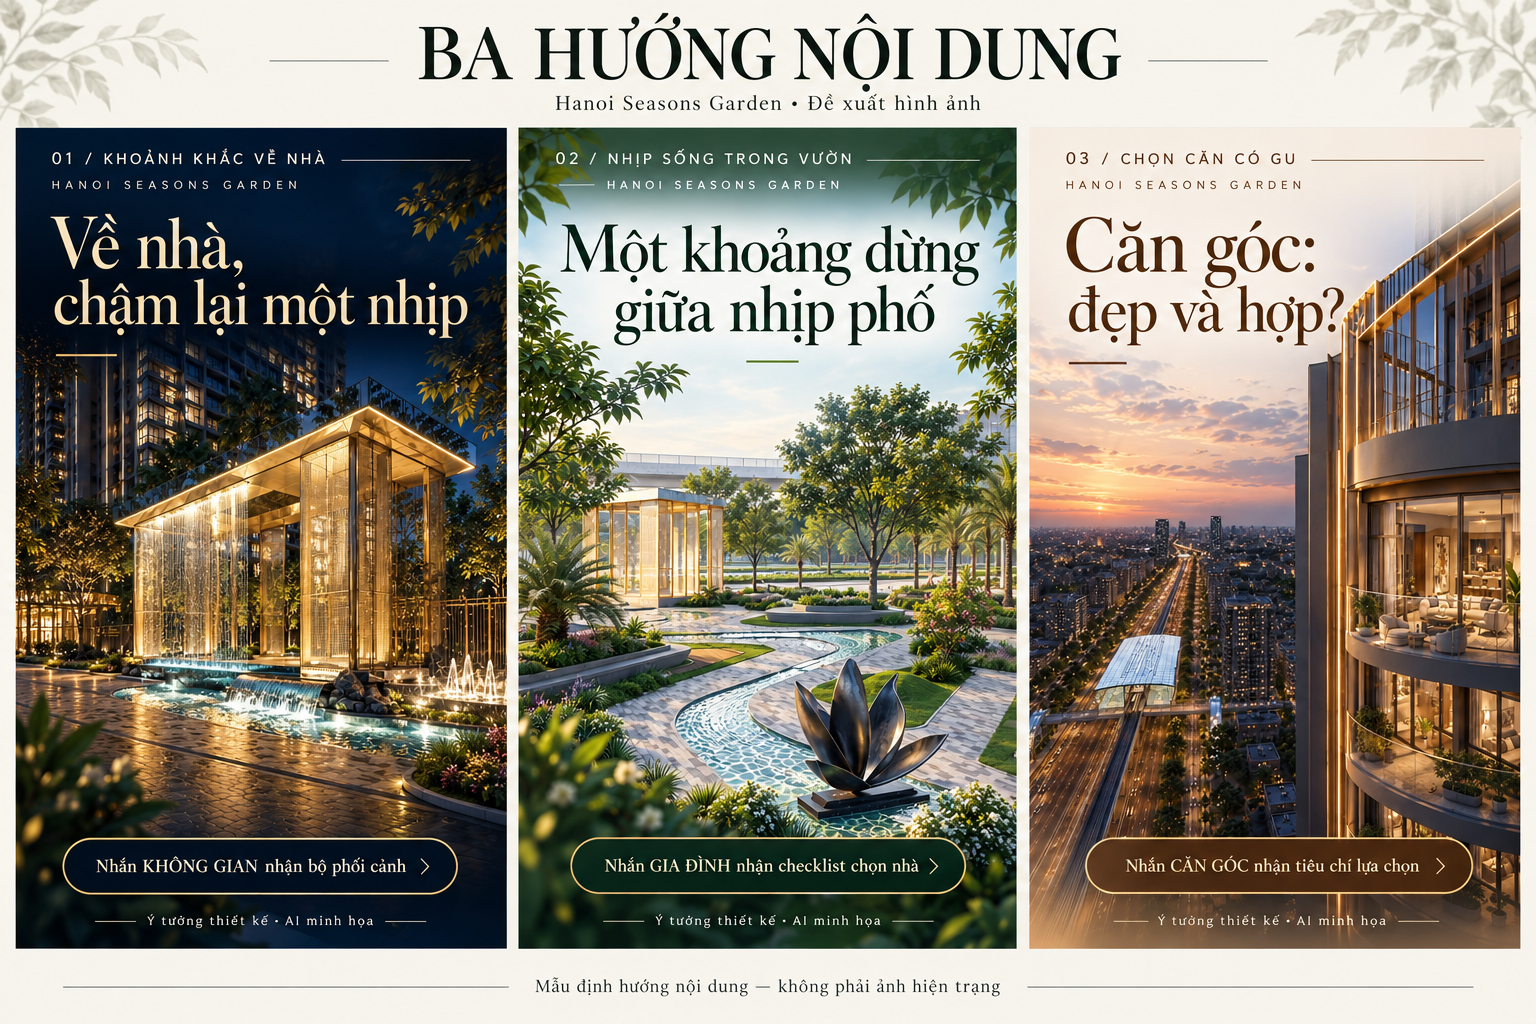 BA HƯỚNG NỘI DUNG
Hanoi Seasons Garden • Đề xuất hình ảnh
01 / KHOẢNH KHẮC VỀ NHÀ
HANOI SEASONS GARDEN
Về nhà,
chậm lại một nhịp
Nhắn KHÔNG GIAN nhận bộ phối cảnh
Ý tưởng thiết kế • AI minh họa
02 / NHỊP SỐNG TRONG VƯỜN
HANOI SEASONS GARDEN
Một khoảng dừng
giữa nhịp phố
Nhắn GIA ĐÌNH nhận checklist chọn nhà
Ý tưởng thiết kế • AI minh họa
03 / CHỌN CĂN CÓ GU
HANOI SEASONS GARDEN
Căn góc:
đẹp và hợp?
Nhắn CĂN GÓC nhận tiêu chí lựa chọn
Ý tưởng thiết kế • AI minh họa
Mẫu định hướng nội dung — không phải ảnh hiện trạng